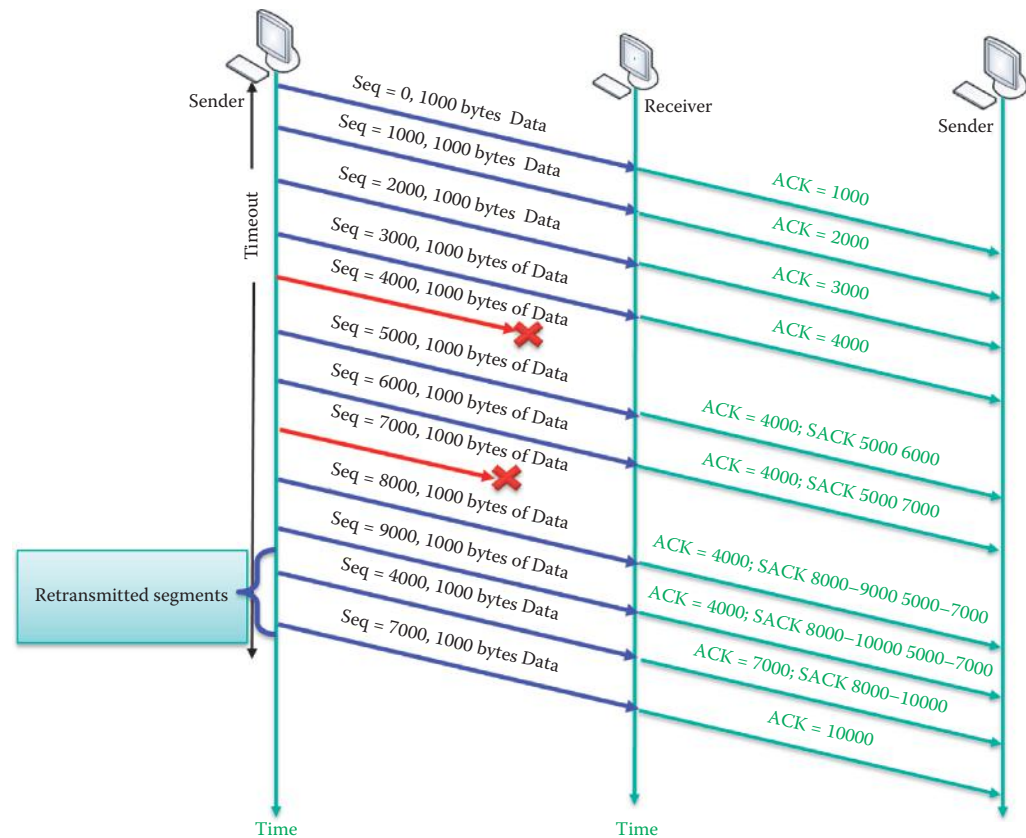 Sender
Receiver
Sender
Timeout
Seq = 0, 1000 bytes Data
Seq = 1000, 1000 bytes Data
Seq = 2000, 1000 bytes Data
Seq = 3000, 1000 bytes of Data
Seq = 4000, 1000 bytes of Data
Seq = 5000, 1000 bytes of Data
Seq = 6000, 1000 bytes of Data
Seq = 7000, 1000 bytes of Data
Seq = 8000, 1000 bytes of Data
Seq = 9000, 1000 bytes of Data
Seq = 4000, 1000 bytes Data
Seq = 7000, 1000 bytes Data
Retransmitted segments
ACK = 1000
ACK = 2000
ACK = 3000
ACK = 4000
ACK = 4000; SACK 5000 6000
ACK = 4000; SACK 5000 7000
ACK = 4000; SACK 8000–9000 5000–7000
ACK = 4000; SACK 8000–10000 5000–7000
ACK = 7000; SACK 8000–10000
ACK = 10000
Time
Time